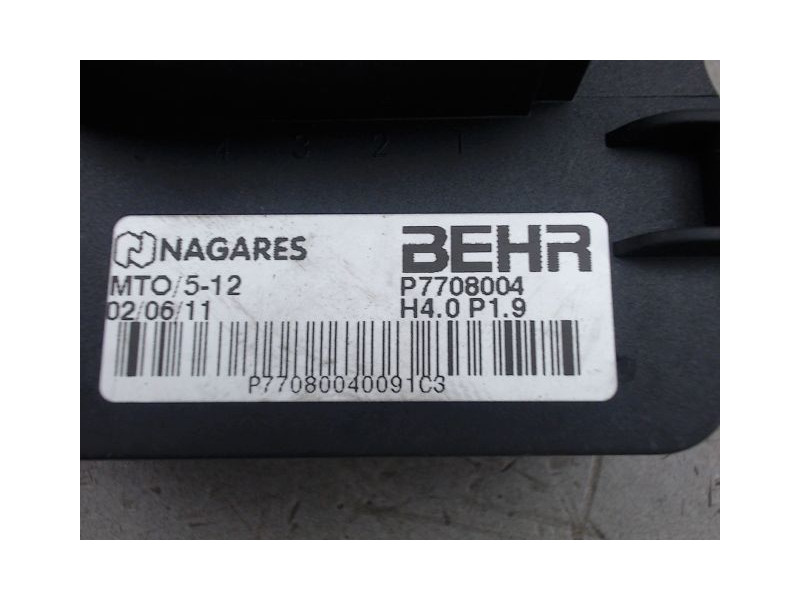 4 3 2 1
NAGARES BEHR
MTO/5-12 P7708004
02/06/11 H4.0 P1.9
P77080040091C3